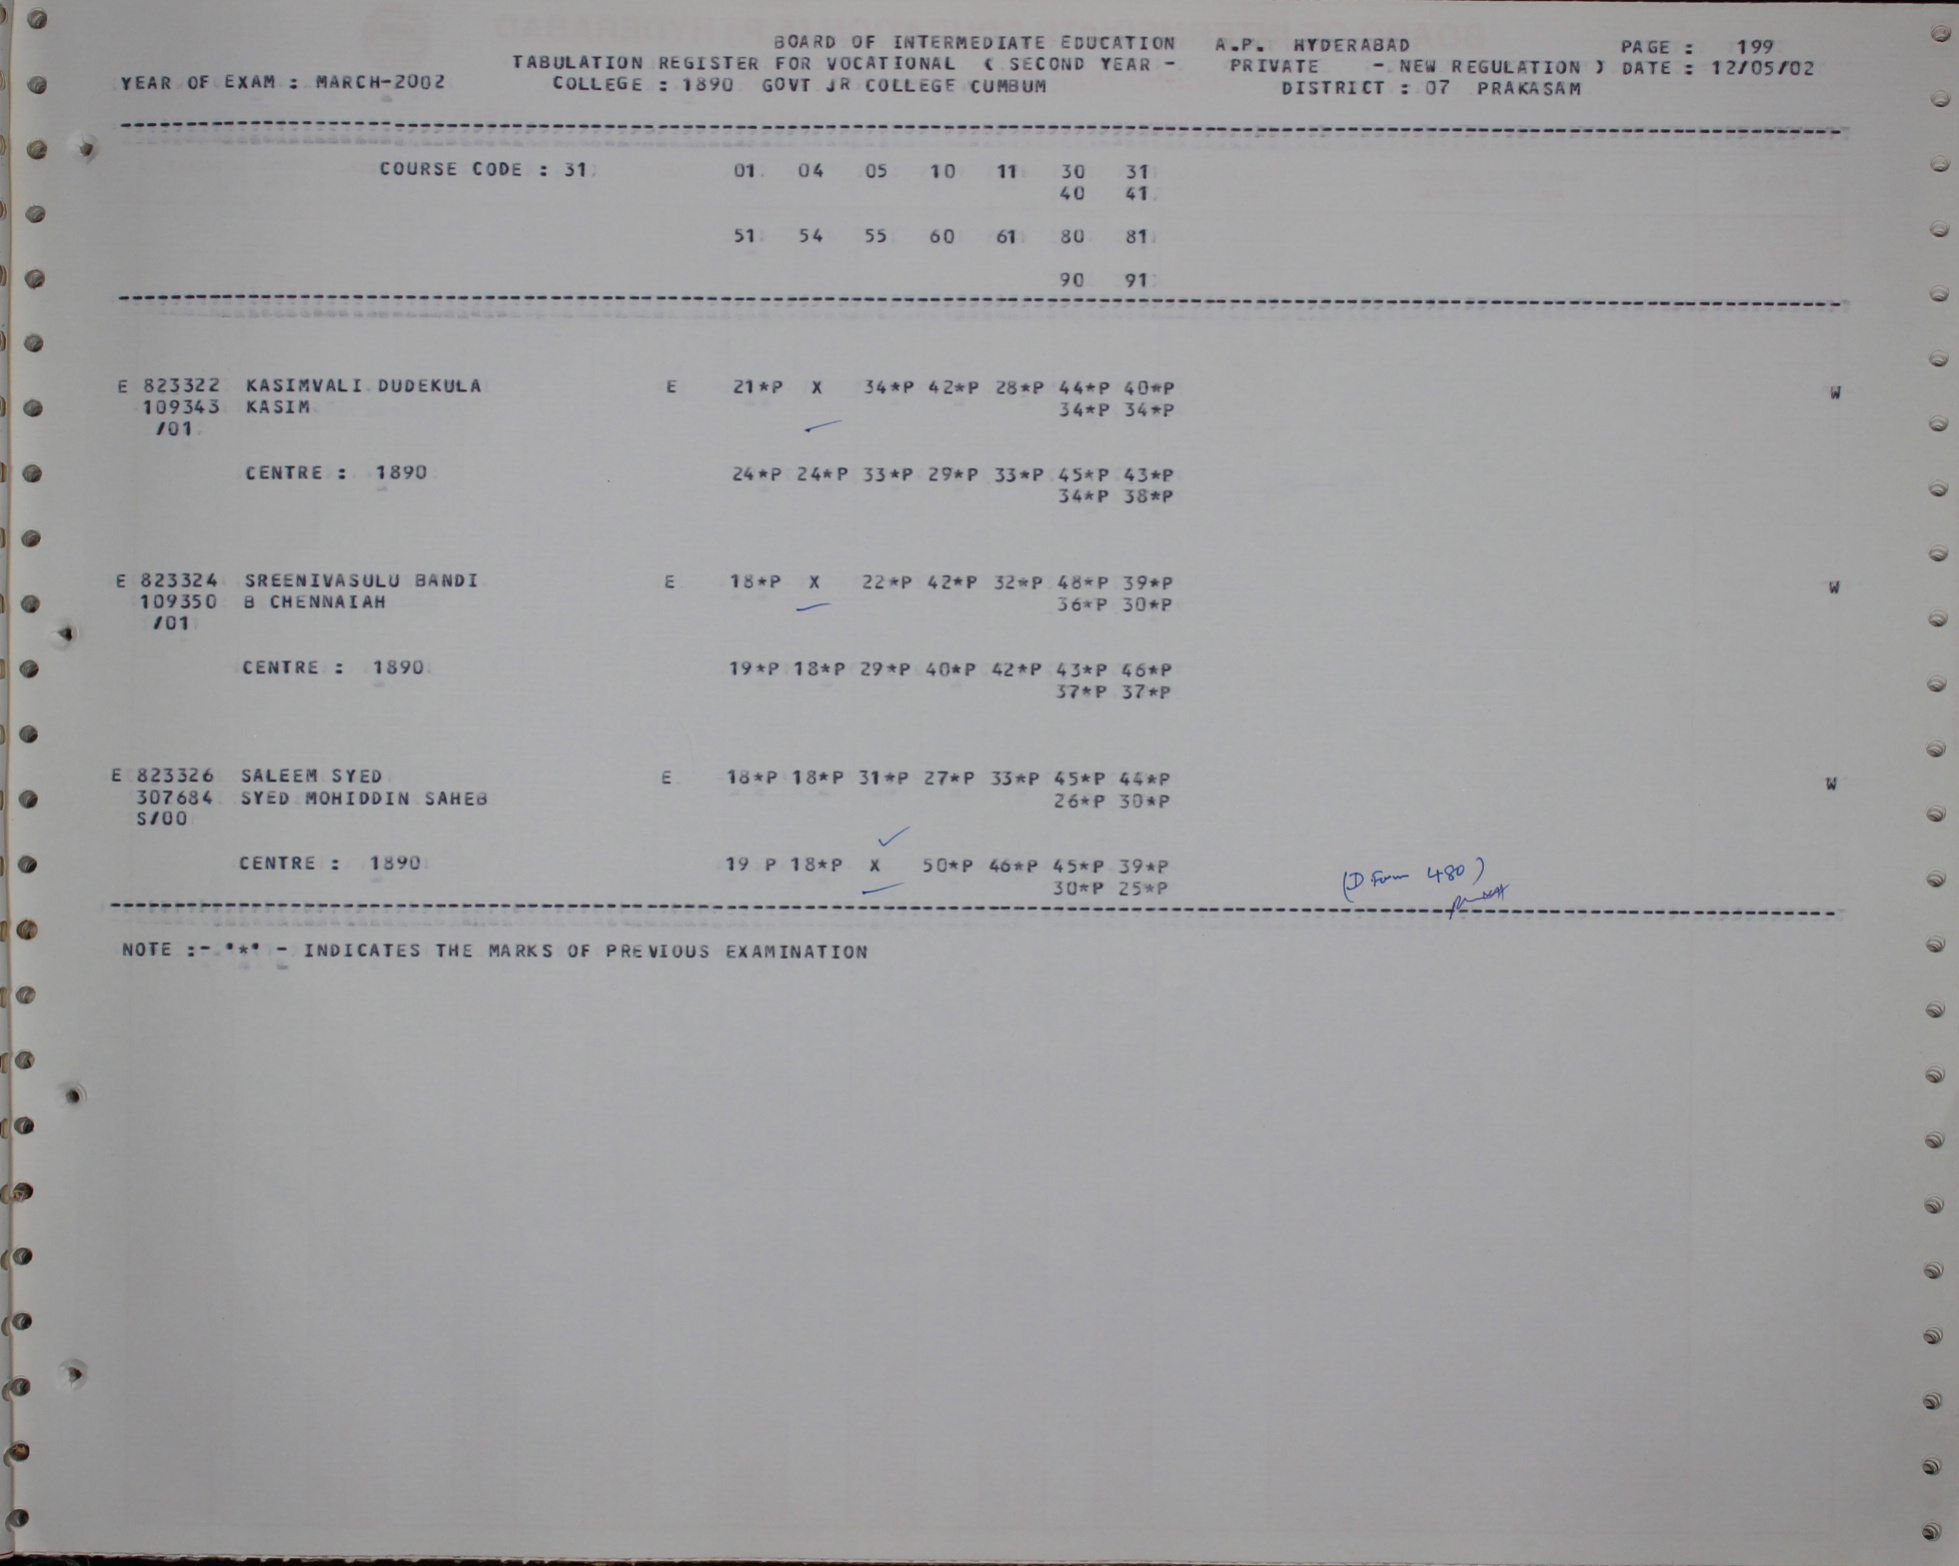 BOARD OF INTERMEDIATE EDUCATION A.P. HYDERABAD PAGE : 199
TABULATION REGISTER FOR VOCATIONAL ( SECOND YEAR - PRIVATE - NEW REGULATION ) DATE : 12/05/02
YEAR OF EXAM : MARCH-2002 COLLEGE : 1890 GOVT JR COLLEGE CUMBUM DISTRICT : 07 PRAKASAM
COURSE CODE : 31 01 04 05 10 11 30 31
40 41
51 54 55 60 61 80 81
90 91
E 823322 KASIMVALI DUDEKULA E 21*P X 34*P 42*P 28*P 44*P 40*P W
109343 KASIM 34*P 34*P
/01
CENTRE : 1890 24*P 24*P 33*P 29*P 33*P 45*P 43*P
34*P 38*P
E 823324 SREENIVASULU BANDI E 18*P X 22*P 42*P 32*P 48*P 39*P W
109350 B CHENNAIAH 36*P 30*P
/01
CENTRE : 1890 19*P 18*P 29*P 40*P 42*P 43*P 46*P
37*P 37*P
E 823326 SALEEM SYED E 18*P 18*P 31*P 27*P 33*P 45*P 44*P W
307684 SYED MOHIDDIN SAHEB 26*P 30*P
S/00
CENTRE : 1890 19 P 18*P X 50*P 46*P 45*P 39*P (D Form 480)
30*P 25*P
NOTE :- "*" - INDICATES THE MARKS OF PREVIOUS EXAMINATION